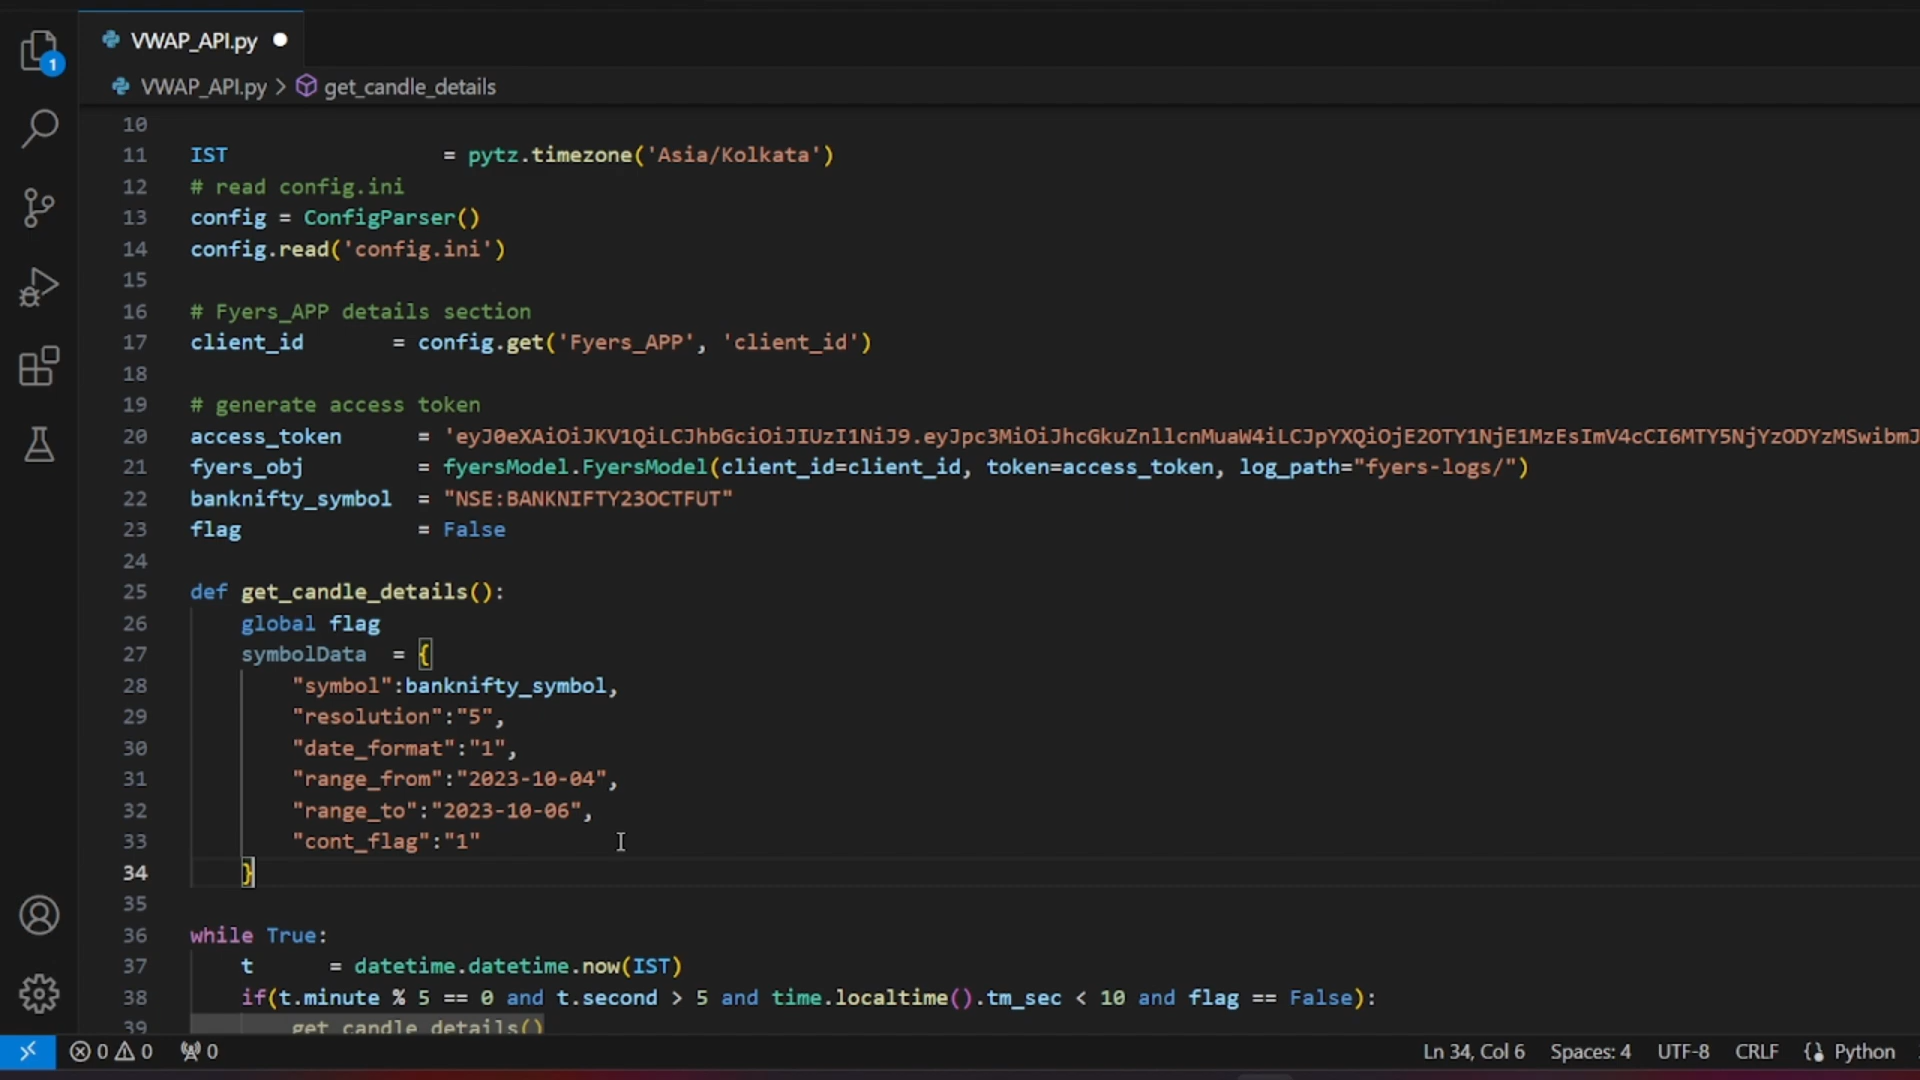 VWAP_API.py
1
VWAP_API.py > get_candle_details
10
11 IST = pytz.timezone('Asia/Kolkata')
12 # read config.ini
13 config = ConfigParser()
14 config.read('config.ini')
15
16 # Fyers_APP details section
17 client_id = config.get('Fyers_APP', 'client_id')
18
19 # generate access token
20 access_token = 'eyJ0eXAiOiJKV1QiLCJhbGciOiJIUzI1NiJ9.eyJpc3MiOiJhcGkuZnllcnMuaW4iLCJpYXQiOjE2OTY1NjE1MzEsImV4cCI6MTY5NjYzODYzMSwibmJ
21 fyers_obj = fyersModel.FyersModel(client_id=client_id, token=access_token, log_path="fyers-logs/")
22 banknifty_symbol = "NSE:BANKNIFTY23OCTFUT"
23 flag = False
24
25 def get_candle_details():
26 global flag
27 symbolData = {
28 "symbol":banknifty_symbol,
29 "resolution":"5",
30 "date_format":"1",
31 "range_from":"2023-10-04",
32 "range_to":"2023-10-06",
33 "cont_flag":"1"
34 }
35
36 while True:
37 t = datetime.datetime.now(IST)
38 if(t.minute % 5 == 0 and t.second > 5 and time.localtime().tm_sec < 10 and flag == False):
39 get_candle_details()
0 0 0 Ln 34, Col 6 Spaces: 4 UTF-8 CRLF Python